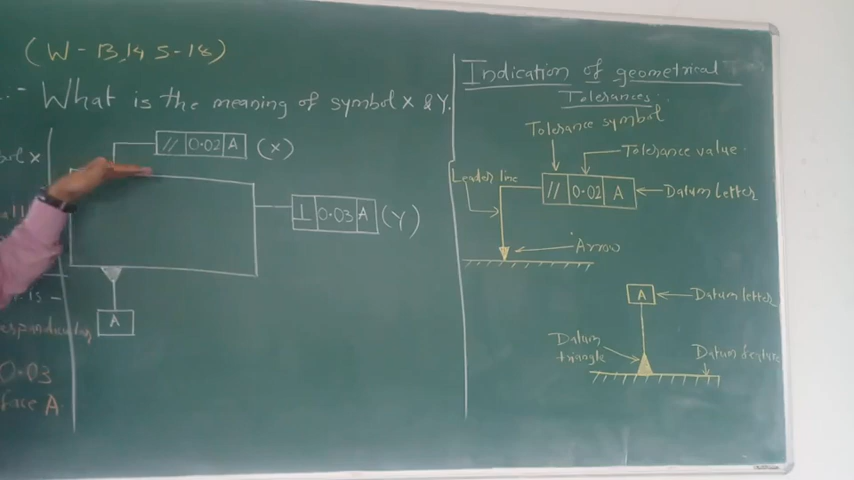 (W-13,14 S-18)
What is the meaning of symbol X & Y.
// 0.02 A (X)
⊥ 0.03 A (Y)
A
0.03
face A.
Indication of geometrical
Tolerances.
Tolerance symbol
Tolerance value
Leader line
// 0.02 A
Datum letter
Arrow
A
Datum letter
Datum
triangle
Datum feature